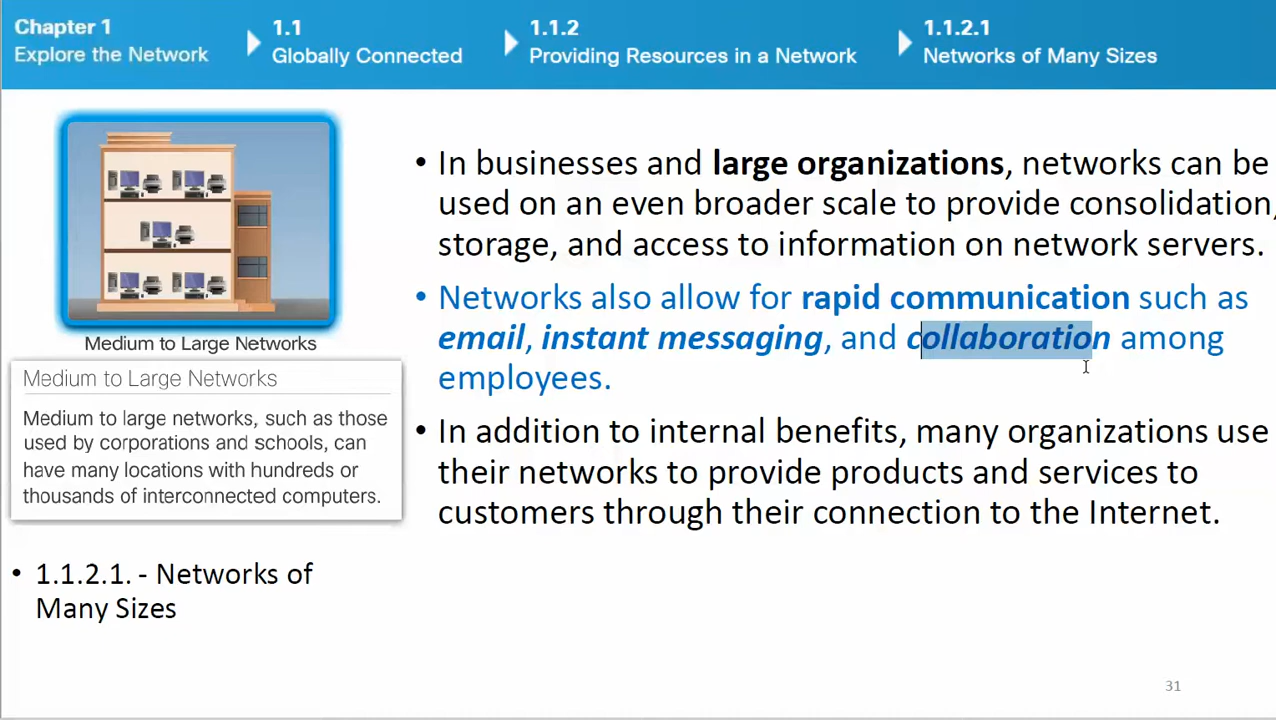 Chapter 1
Explore the Network
1.1
Globally Connected
1.1.2
Providing Resources in a Network
1.1.2.1
Networks of Many Sizes
Medium to Large Networks
Medium to Large Networks
Medium to large networks, such as those
used by corporations and schools, can
have many locations with hundreds or
thousands of interconnected computers.
• 1.1.2.1. - Networks of
Many Sizes
• In businesses and large organizations, networks can be
used on an even broader scale to provide consolidation,
storage, and access to information on network servers.
• Networks also allow for rapid communication such as
email, instant messaging, and collaboration among
employees.
• In addition to internal benefits, many organizations use
their networks to provide products and services to
customers through their connection to the Internet.
31